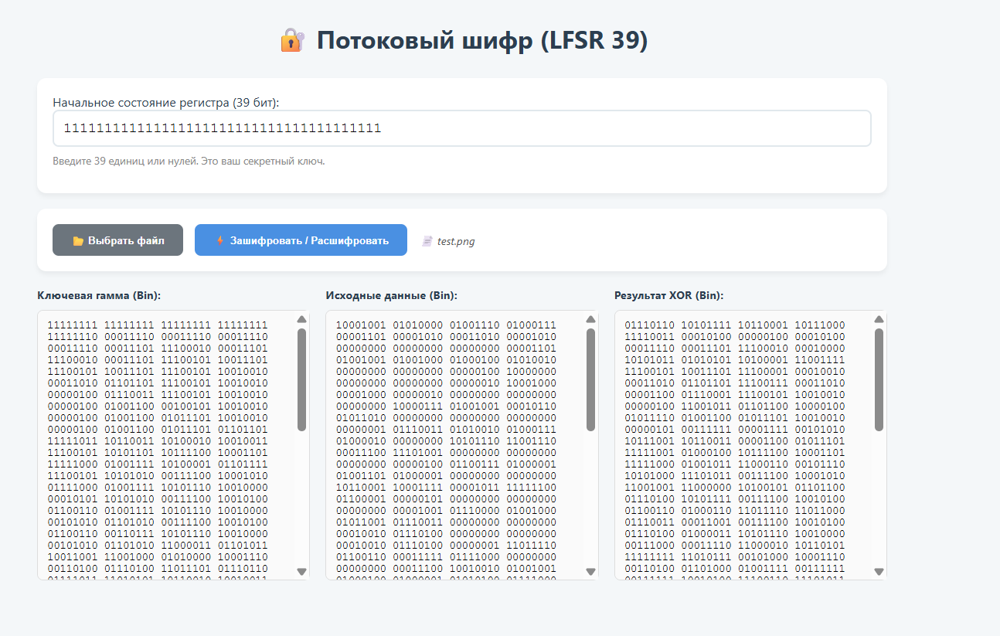 Потоковый шифр (LFSR 39)
Начальное состояние регистра (39 бит):
111111111111111111111111111111111111111
Введите 39 единиц или нулей. Это ваш секретный ключ.
Выбрать файл
Зашифровать / Расшифровать
test.png
Ключевая гамма (Bin):
11111111 11111111 11111111 11111111
11111110 00011110 00011110 00011110
00011110 00011101 11100010 00011101
11100010 00011101 11100101 10011101
11100101 10011101 11100101 10010010
00011010 01101101 11100101 10010010
00000100 01110011 11100101 10010010
00000100 01001100 00100101 10010010
00000100 01001100 01011101 10010010
00000100 01001100 01011101 01101101
11111011 10110011 10100010 10010011
11100101 10101101 10111100 10001101
11111000 01001111 10100001 01101111
11100101 10101010 00111100 10001010
01111000 01001111 10101110 10010000
00010101 10101010 00111100 10010100
01100110 01001111 10101110 10010000
00101010 01101010 00111100 10010100
01100110 00110111 10101110 10010000
00101010 01101010 11000011 01101011
10011001 11001000 01010000 10001110
00110100 01110100 11011101 01110110
01111011 11010101 10110010 10010011
Исходные данные (Bin):
10001001 01010000 01001110 01000111
00001101 00001010 00011010 00001010
00000000 00000000 00000000 00001101
01001001 01001000 01000100 01010010
00000000 00000000 00000100 10000000
00000000 00000000 00000010 10001000
00001000 00000010 00000000 00000000
00000000 10000111 01001001 00010110
01011010 00000000 00000000 00000000
00000001 01110011 01010010 01000111
01000010 00000000 10101110 11001110
00011100 11101001 00000000 00000000
00000000 00000100 01100111 01000001
01001101 01000001 00000000 00000000
10110001 10001111 00001011 11111100
01100001 00000101 00000000 00000000
00000000 00001001 01110000 01001000
01011001 01110011 00000000 00000000
00010010 01110100 00000000 00000000
00010010 01110100 00000001 11011110
01100110 00011111 01111000 00000000
00000000 00011100 10010010 01001001
01000100 01000001 01010100 01111000
Результат XOR (Bin):
01110110 10101111 10110001 10111000
11110011 00010100 00000100 00010100
00011110 00011101 11100010 00010000
10101011 01010101 10100001 11001111
11100101 10011101 11100001 00010010
00011010 01101101 11100111 00011010
00001100 01110001 11100101 10010010
00000100 11001011 01101100 10000100
01011110 01001100 01011101 10010010
00000101 00111111 00001111 00101010
10111001 10110011 00001100 01011101
11111001 01000100 10111100 10001101
11111000 01001011 11000110 00101110
10101000 11101011 00111100 10001010
11001001 11000000 10100101 01101100
01110100 10101111 00111100 10010100
01100110 01000110 11011110 11011000
01110011 00011001 00111100 10010100
01110100 01000011 10101110 10010000
00111000 00011110 11000010 10110101
11111111 11010111 00101000 10001110
00110100 01101000 01001111 00111111
00111111 10010100 11100110 11101011